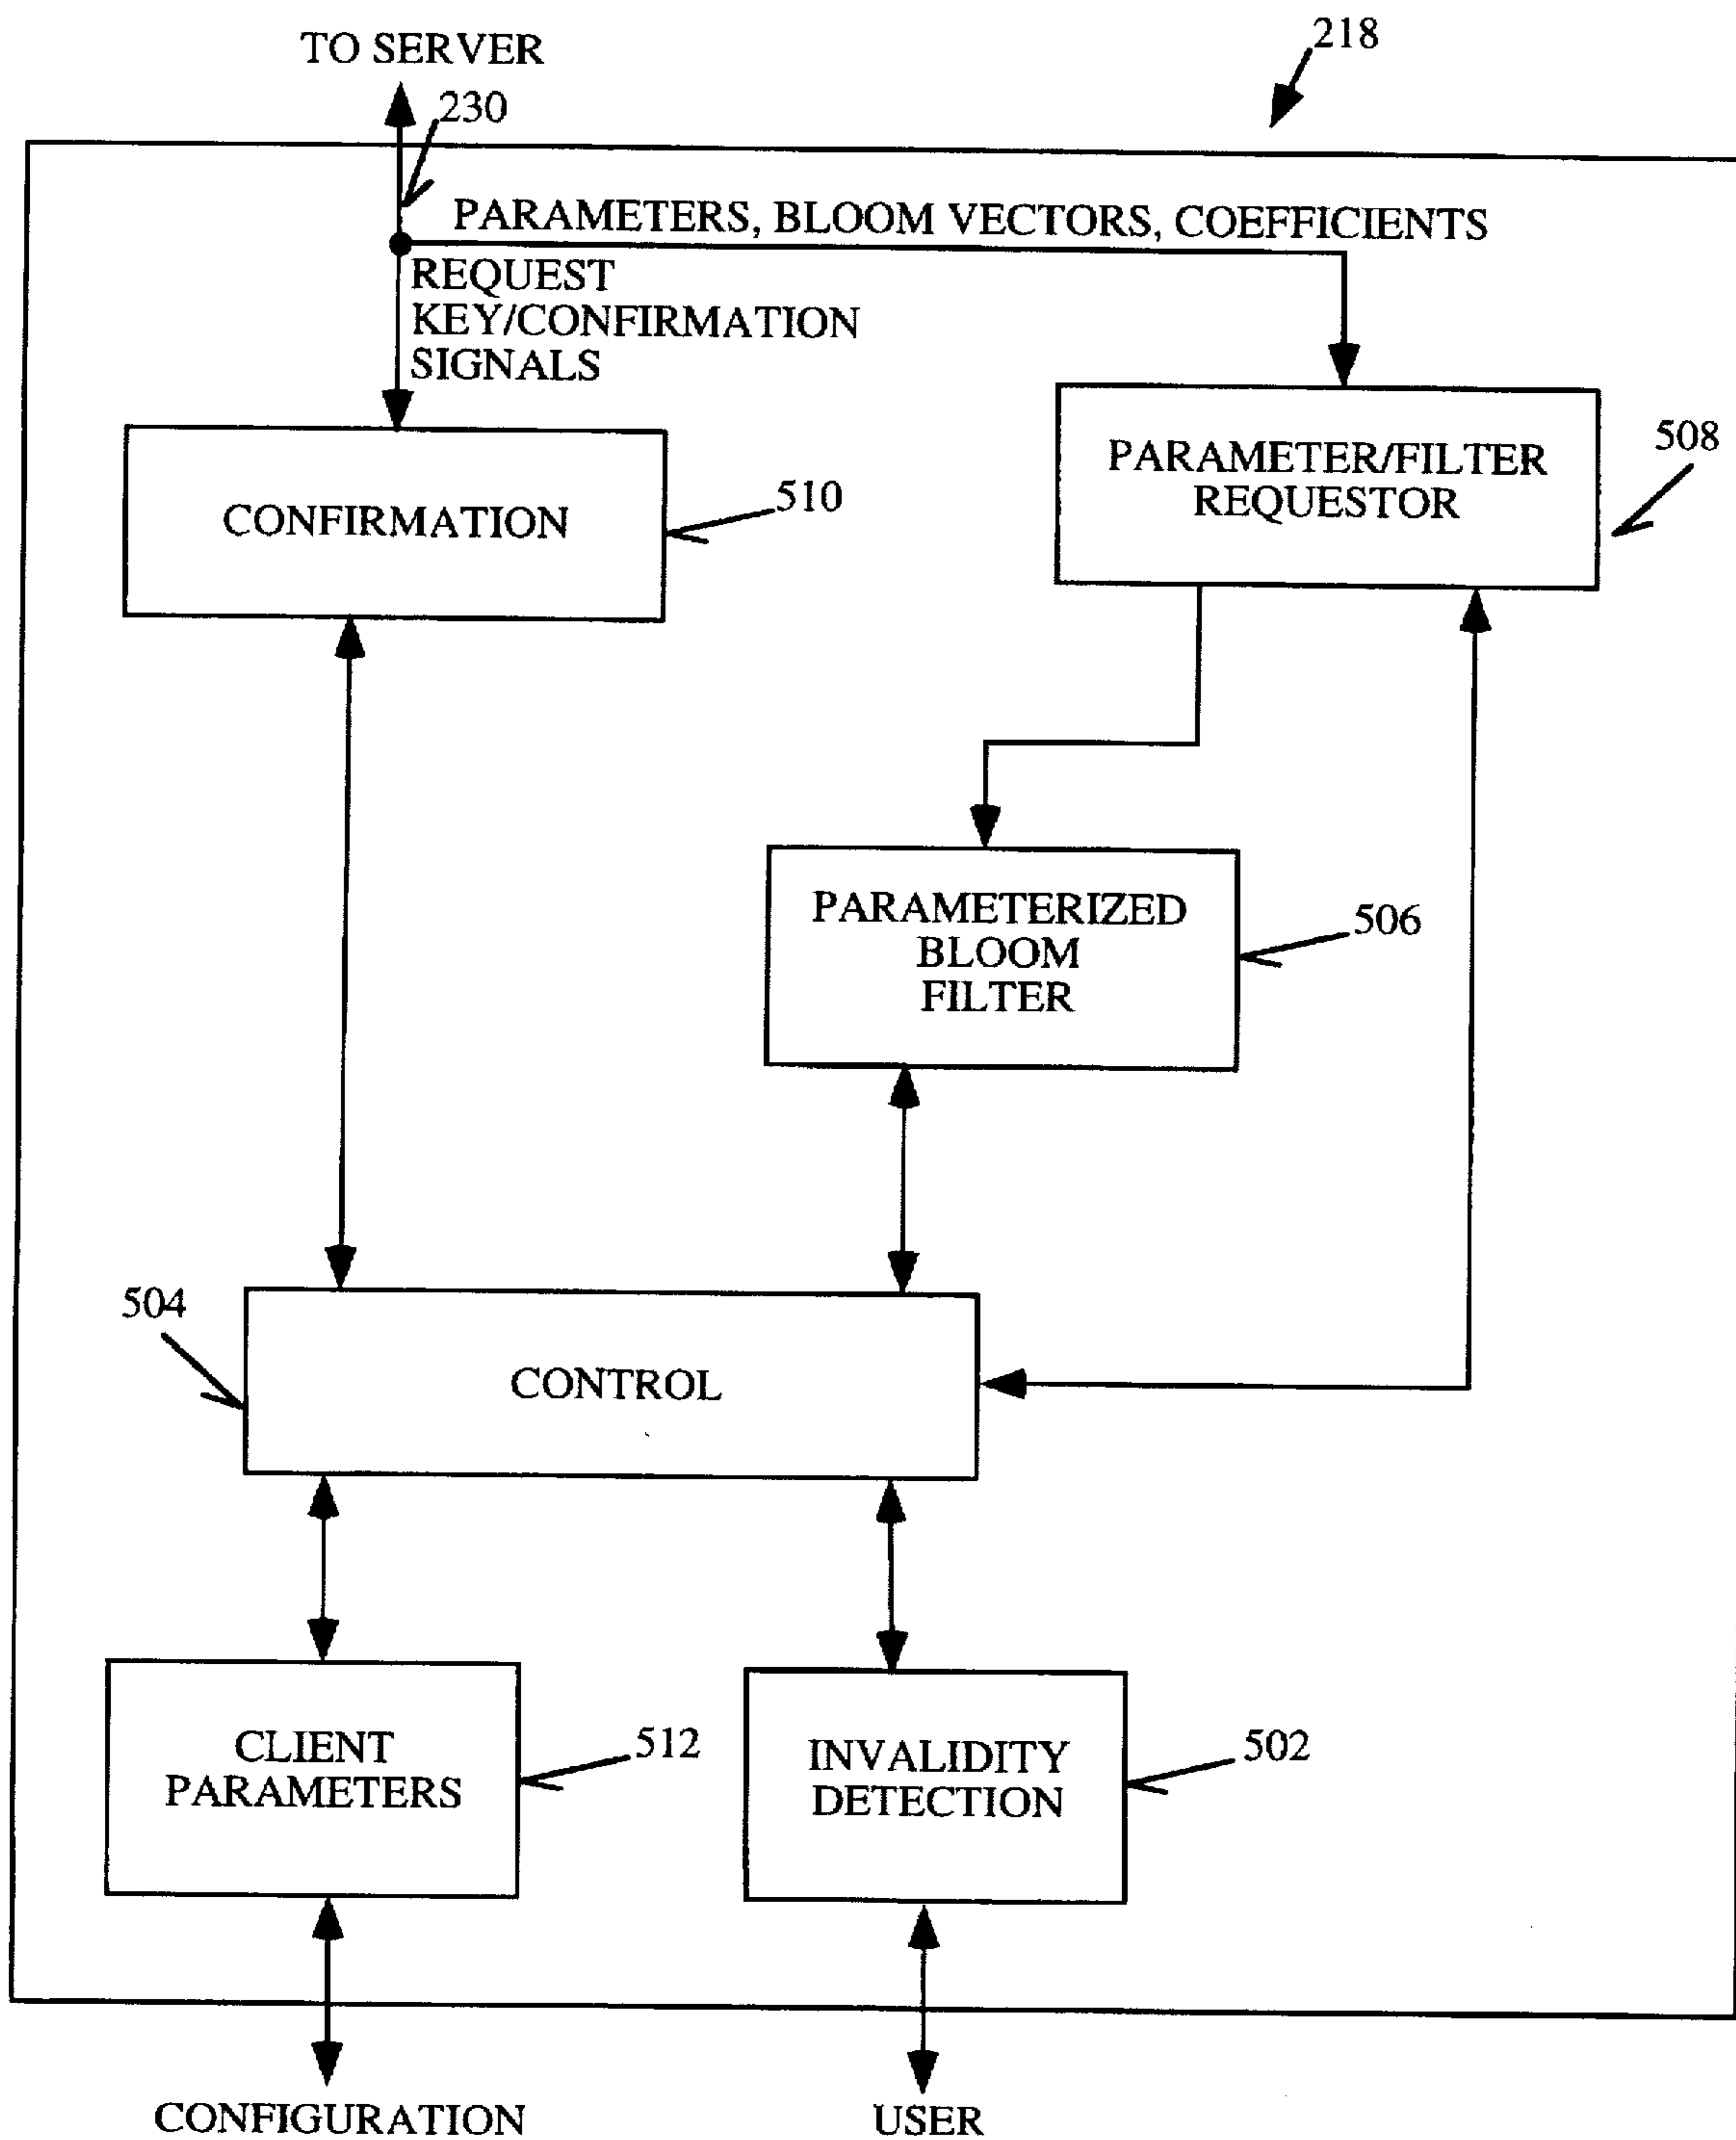 218
TO SERVER
230
PARAMETERS, BLOOM VECTORS, COEFFICIENTS
REQUEST
KEY/CONFIRMATION
SIGNALS
CONFIRMATION
510
PARAMETER/FILTER
REQUESTOR
508
PARAMETERIZED
BLOOM
FILTER
506
504
CONTROL
CLIENT
PARAMETERS
512
INVALIDITY
DETECTION
502
CONFIGURATION
USER